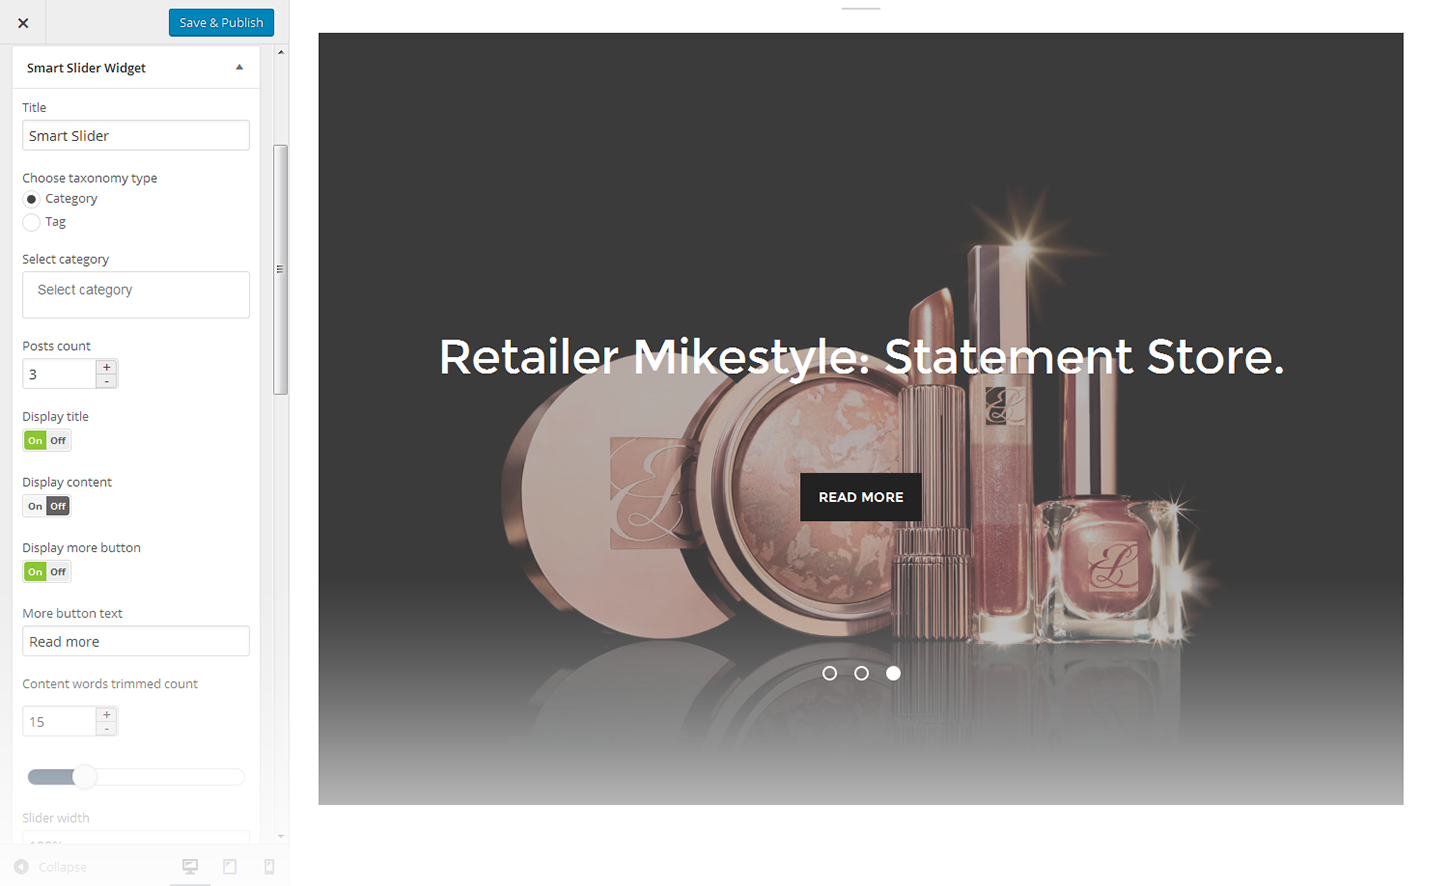 Save & Publish
Smart Slider Widget
Title
Smart Slider
Choose taxonomy type
Category
Tag
Select category
Select category
Posts count
3
+
-
Display title
On Off
Display content
On Off
Display more button
On Off
More button text
Read more
Content words trimmed count
15
+
-
Slider width
100%
Collapse
Retailer Mikestyle: Statement Store.
READ MORE